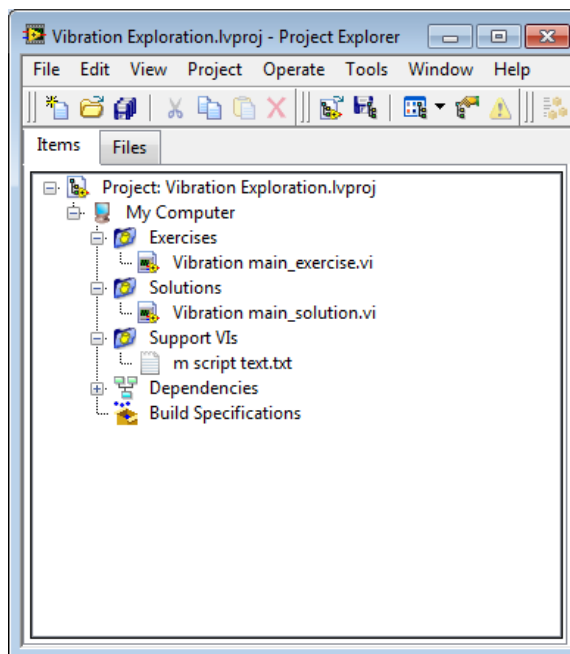 Vibration Exploration.lvproj - Project Explorer
File Edit View Project Operate Tools Window Help
Items Files
Project: Vibration Exploration.lvproj
My Computer
Exercises
Vibration main_exercise.vi
Solutions
Vibration main_solution.vi
Support VIs
m script text.txt
Dependencies
Build Specifications